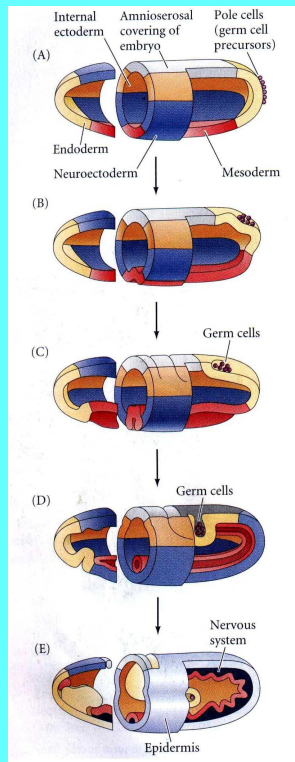 Internal
ectoderm
Amnioserosal
covering of
embryo
Pole cells
(germ cell
precursors)
(A)
Endoderm
Neuroectoderm
Mesoderm
(B)
(C)
Germ cells
(D)
Germ cells
Nervous
system
(E)
Epidermis